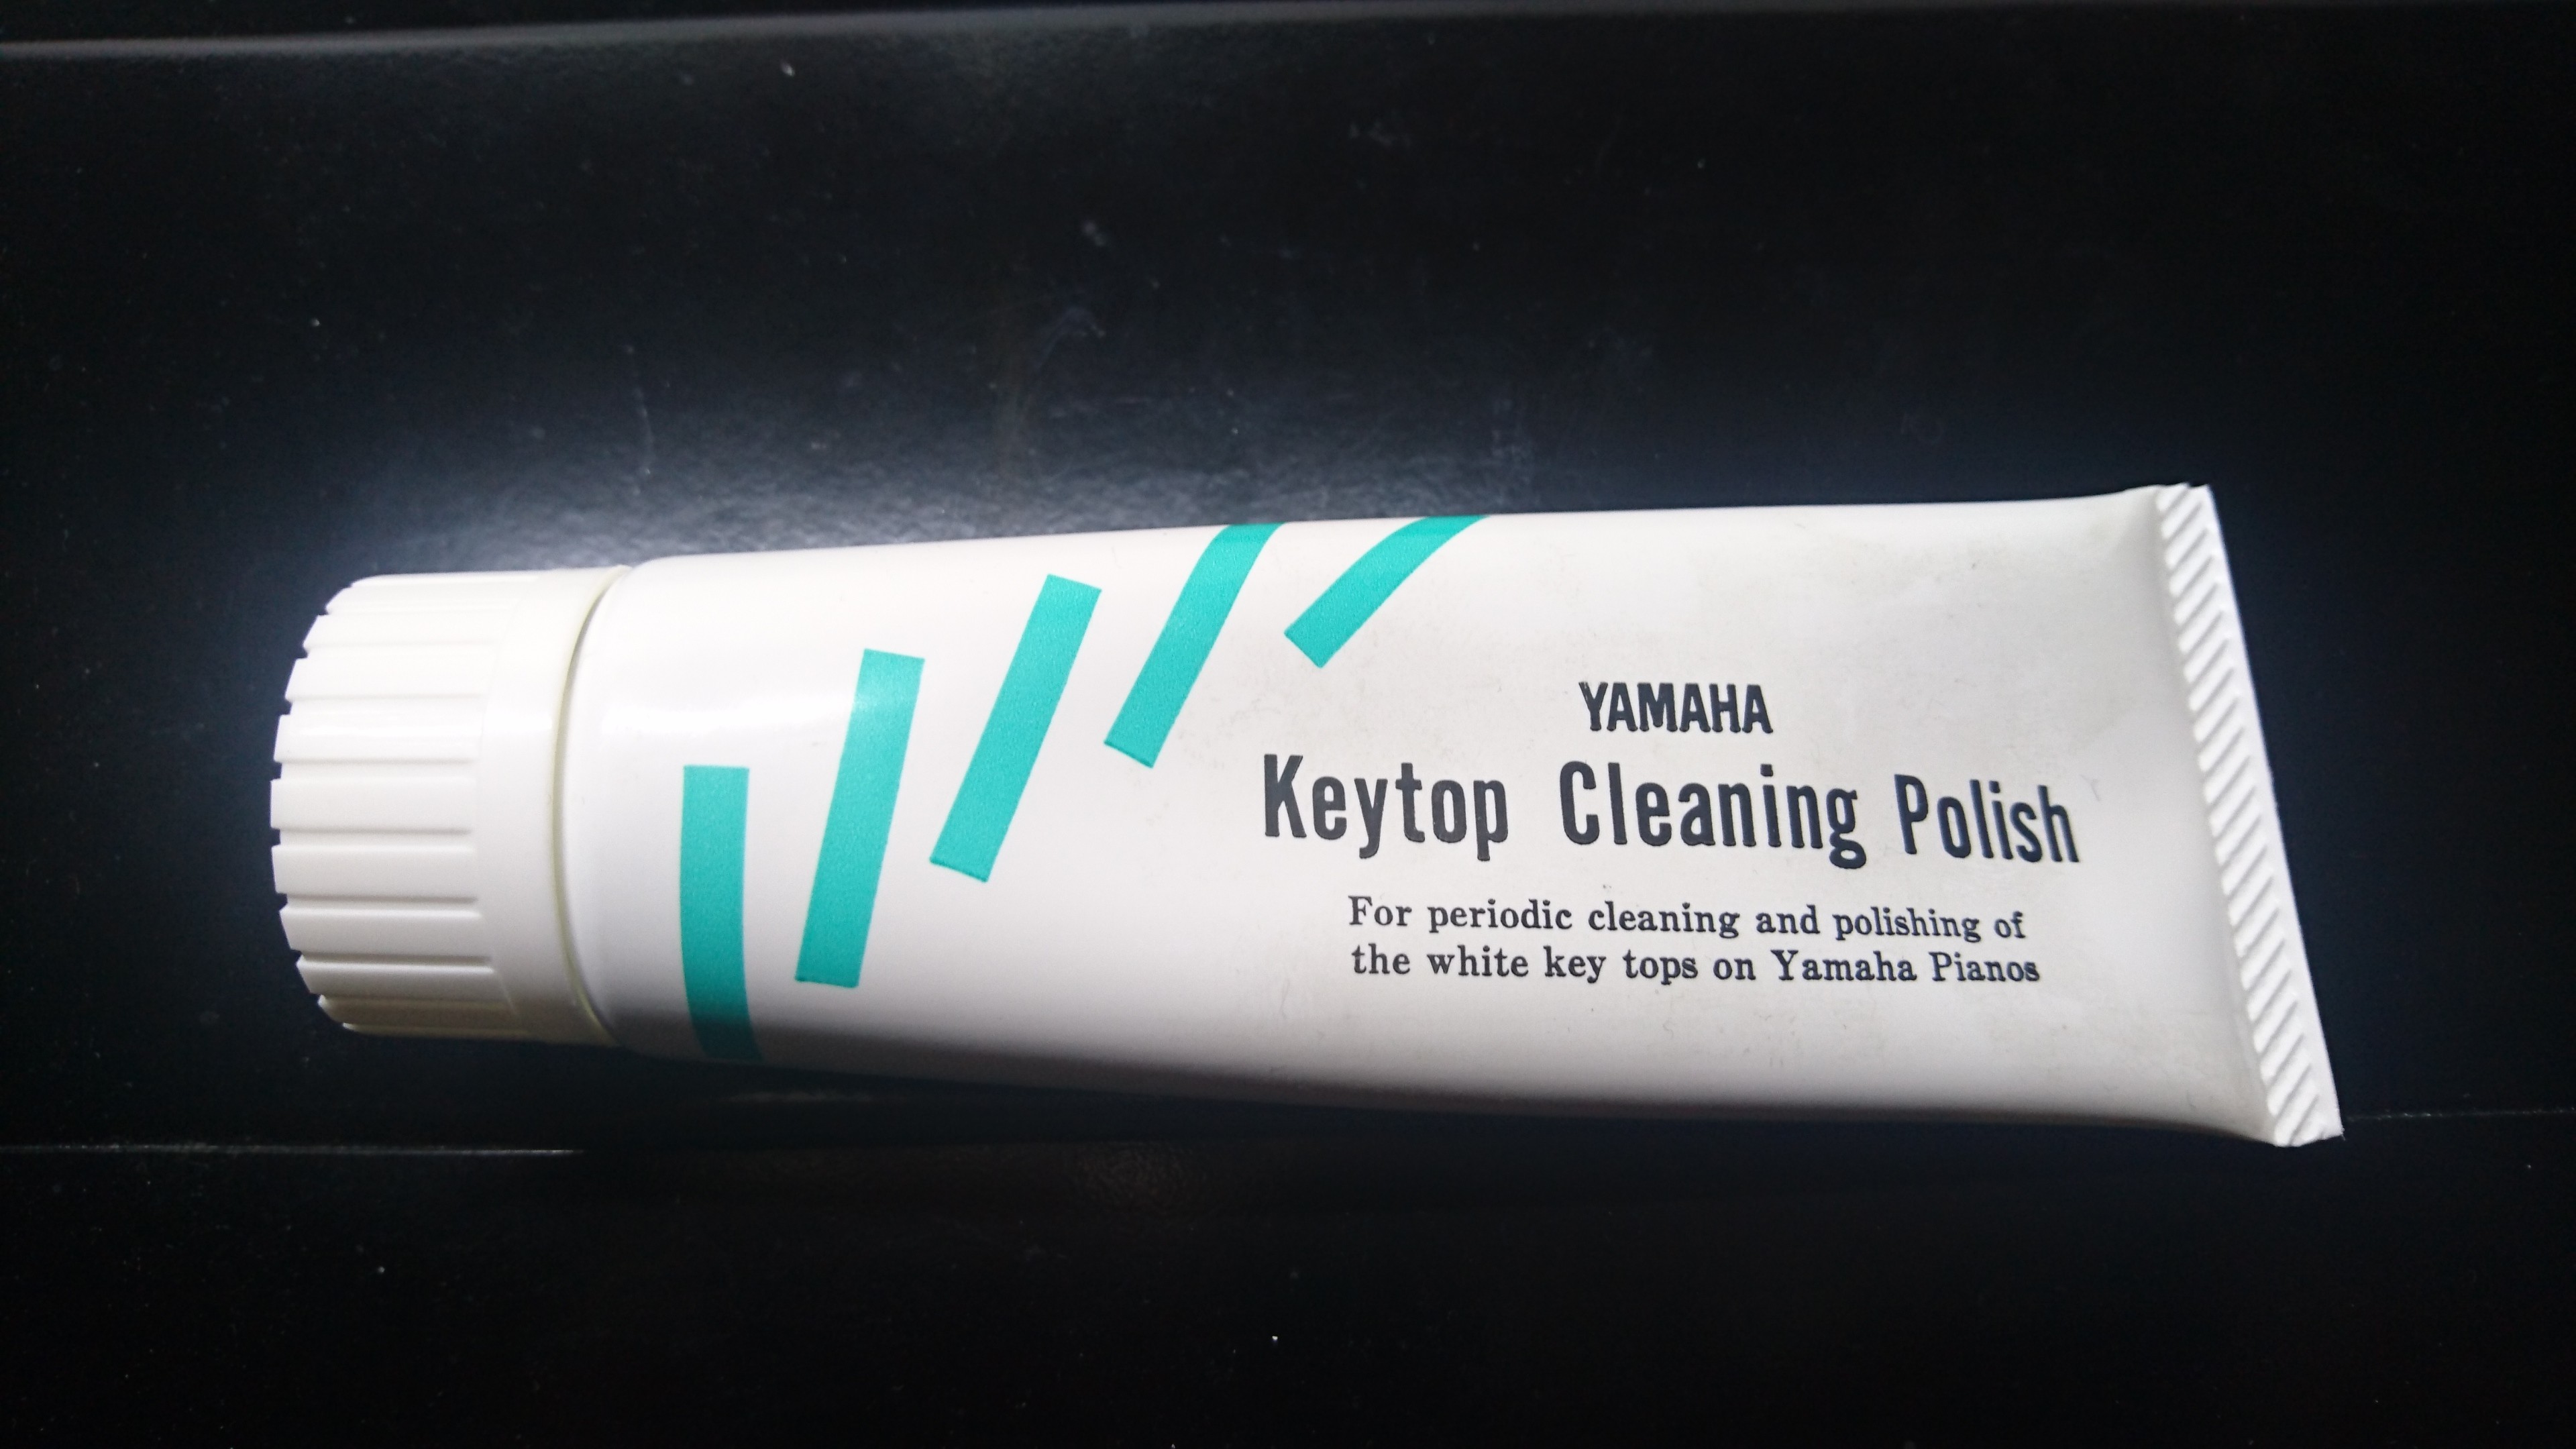 YAMAHA
Keytop Cleaning Polish
For periodic cleaning and polishing of
the white key tops on Yamaha Pianos